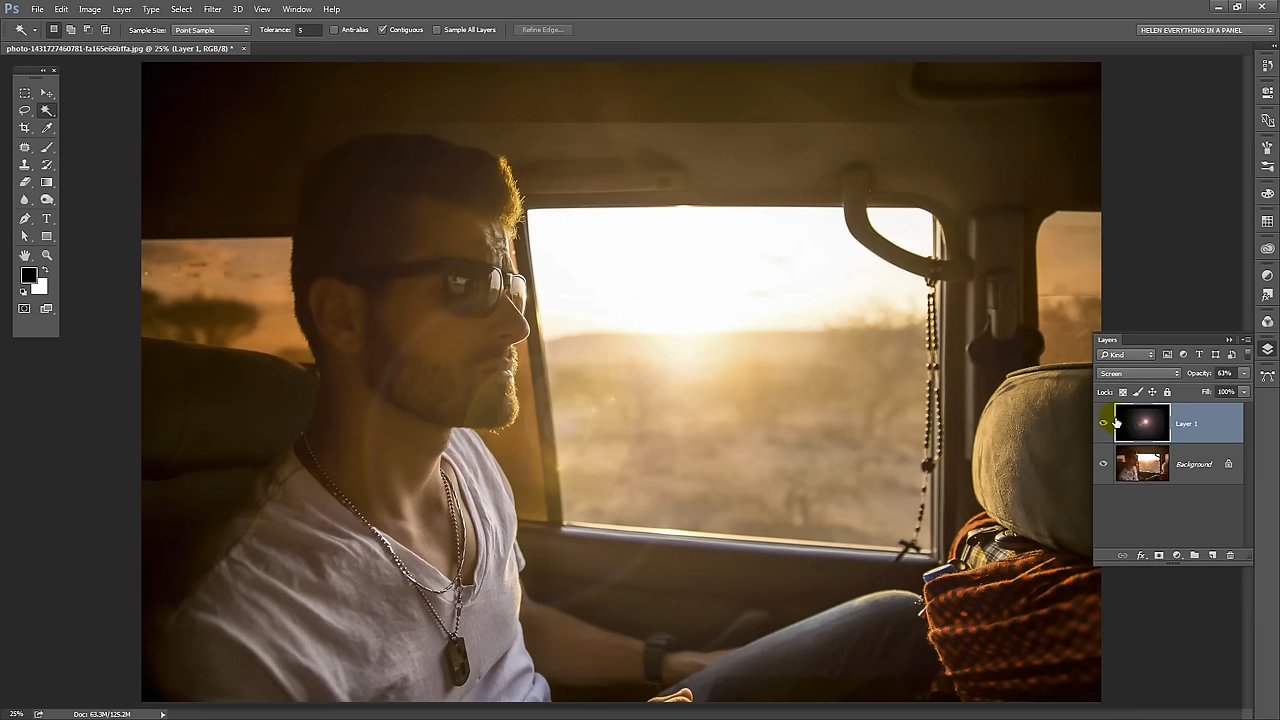 Ps File Edit Image Layer Type Select Filter 3D View Window Help
Sample Size: Point Sample Tolerance: 5 Anti-alias Contiguous Sample All Layers Refine Edge... HELEN EVERYTHING IN A PANEL
photo-1431727460781-fa165e66bffa.jpg @ 25% (Layer 1, RGB/8) * ×
Layers
Kind
Screen Opacity: 63%
Lock: Fill: 100%
Layer 1
Background
fx
25% Doc: 63.3M/125.2M